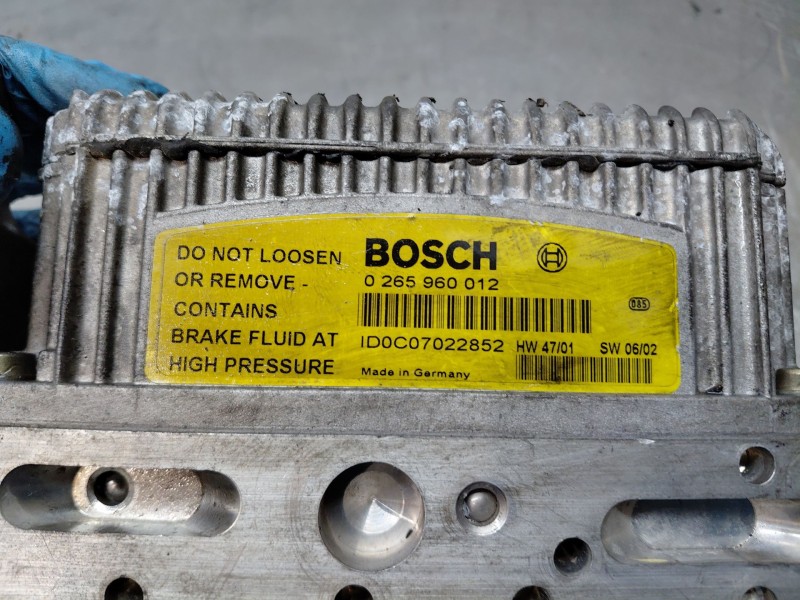 DO NOT LOOSEN
OR REMOVE -
CONTAINS
BRAKE FLUID AT
HIGH PRESSURE
BOSCH
0 265 960 012
085
ID0C07022852 HW 47/01 SW 06/02
Made in Germany